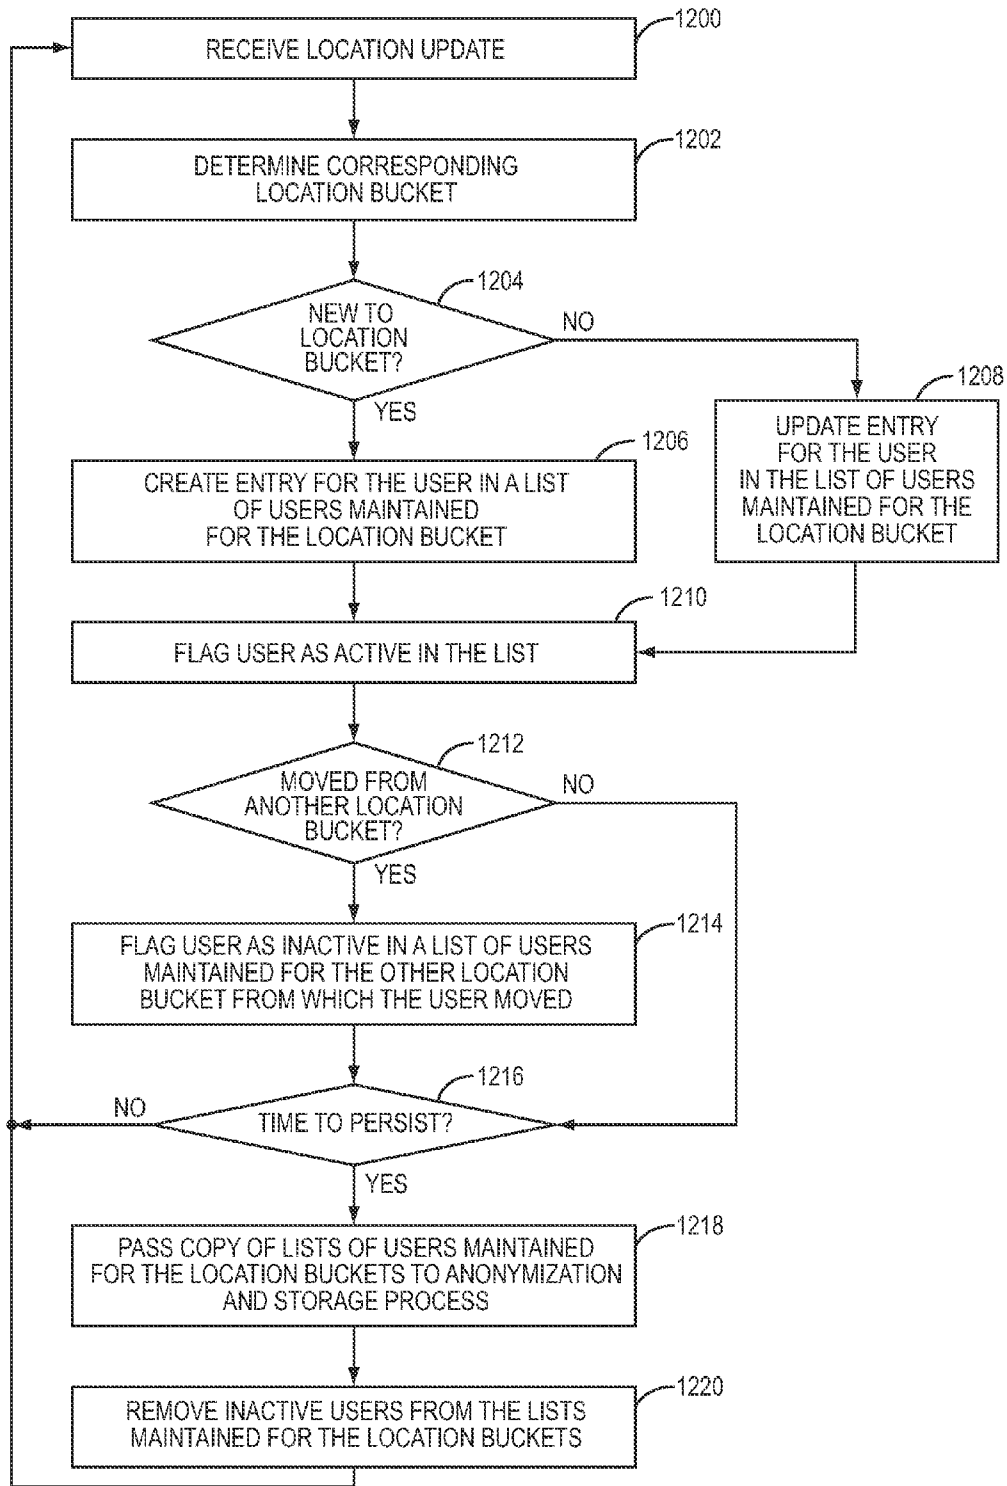 1200
RECEIVE LOCATION UPDATE
1202
DETERMINE CORRESPONDING
LOCATION BUCKET
1204
NEW TO
LOCATION
BUCKET?
NO
YES
1206
CREATE ENTRY FOR THE USER IN A LIST
OF USERS MAINTAINED
FOR THE LOCATION BUCKET
1208
UPDATE ENTRY
FOR THE USER
IN THE LIST OF USERS
MAINTAINED FOR THE
LOCATION BUCKET
1210
FLAG USER AS ACTIVE IN THE LIST
1212
MOVED FROM
ANOTHER LOCATION
BUCKET?
NO
YES
1214
FLAG USER AS INACTIVE IN A LIST OF USERS
MAINTAINED FOR THE OTHER LOCATION
BUCKET FROM WHICH THE USER MOVED
1216
TIME TO PERSIST?
NO
YES
1218
PASS COPY OF LISTS OF USERS MAINTAINED
FOR THE LOCATION BUCKETS TO ANONYMIZATION
AND STORAGE PROCESS
1220
REMOVE INACTIVE USERS FROM THE LISTS
MAINTAINED FOR THE LOCATION BUCKETS